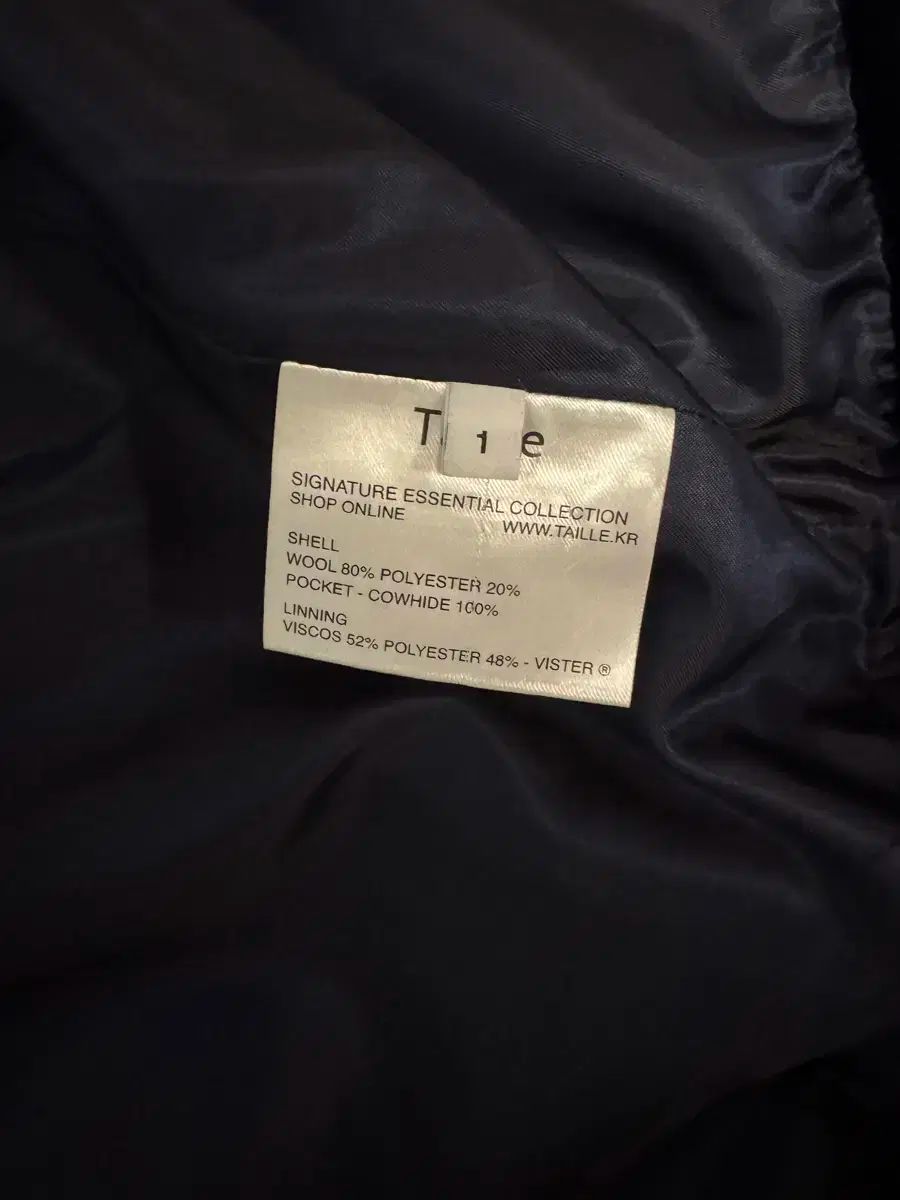 T 1 e
SIGNATURE ESSENTIAL COLLECTION
SHOP ONLINE WWW.TAILLE.KR
SHELL
WOOL 80% POLYESTER 20%
POCKET - COWHIDE 100%
LINNING
VISCOS 52% POLYESTER 48% - VISTER ®